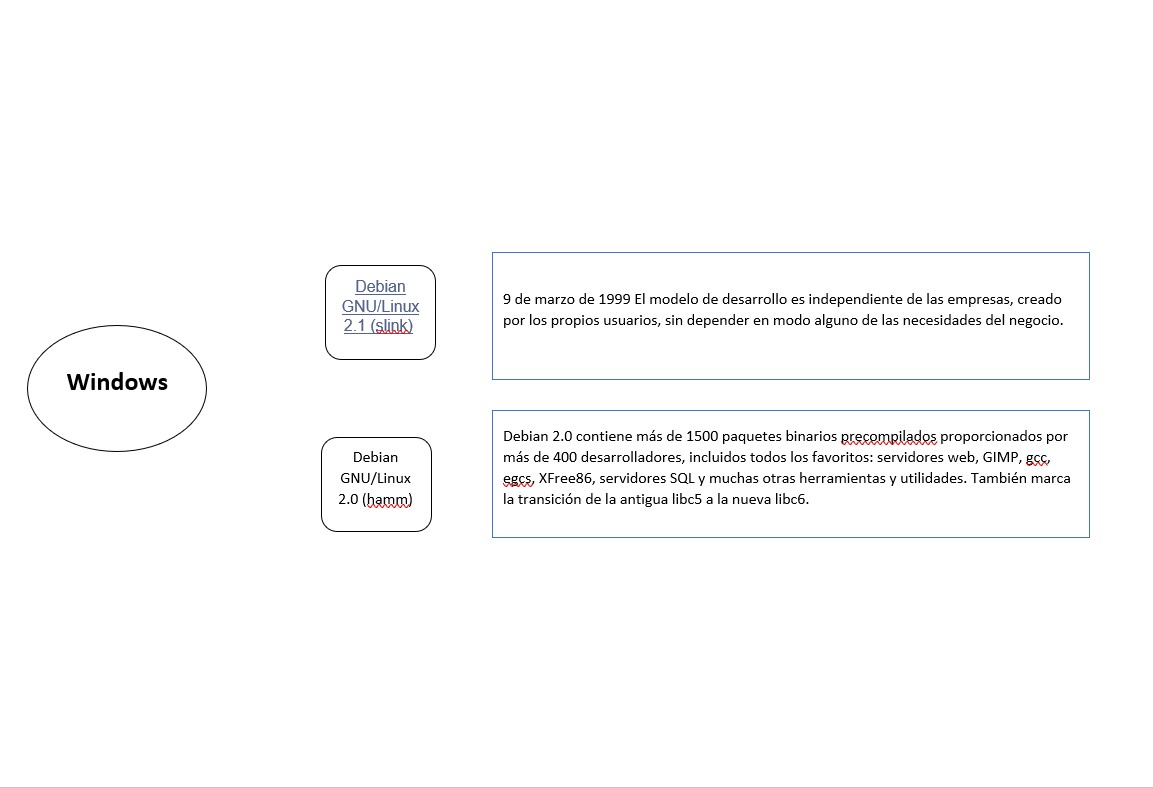 Debian
GNU/Linux
2.1 (slink)
9 de marzo de 1999 El modelo de desarrollo es independiente de las empresas, creado
por los propios usuarios, sin depender en modo alguno de las necesidades del negocio.
Windows
Debian
GNU/Linux
2.0 (hamm)
Debian 2.0 contiene más de 1500 paquetes binarios precompilados proporcionados por
más de 400 desarrolladores, incluidos todos los favoritos: servidores web, GIMP, gcc,
egcs, XFree86, servidores SQL y muchas otras herramientas y utilidades. También marca
la transición de la antigua libc5 a la nueva libc6.